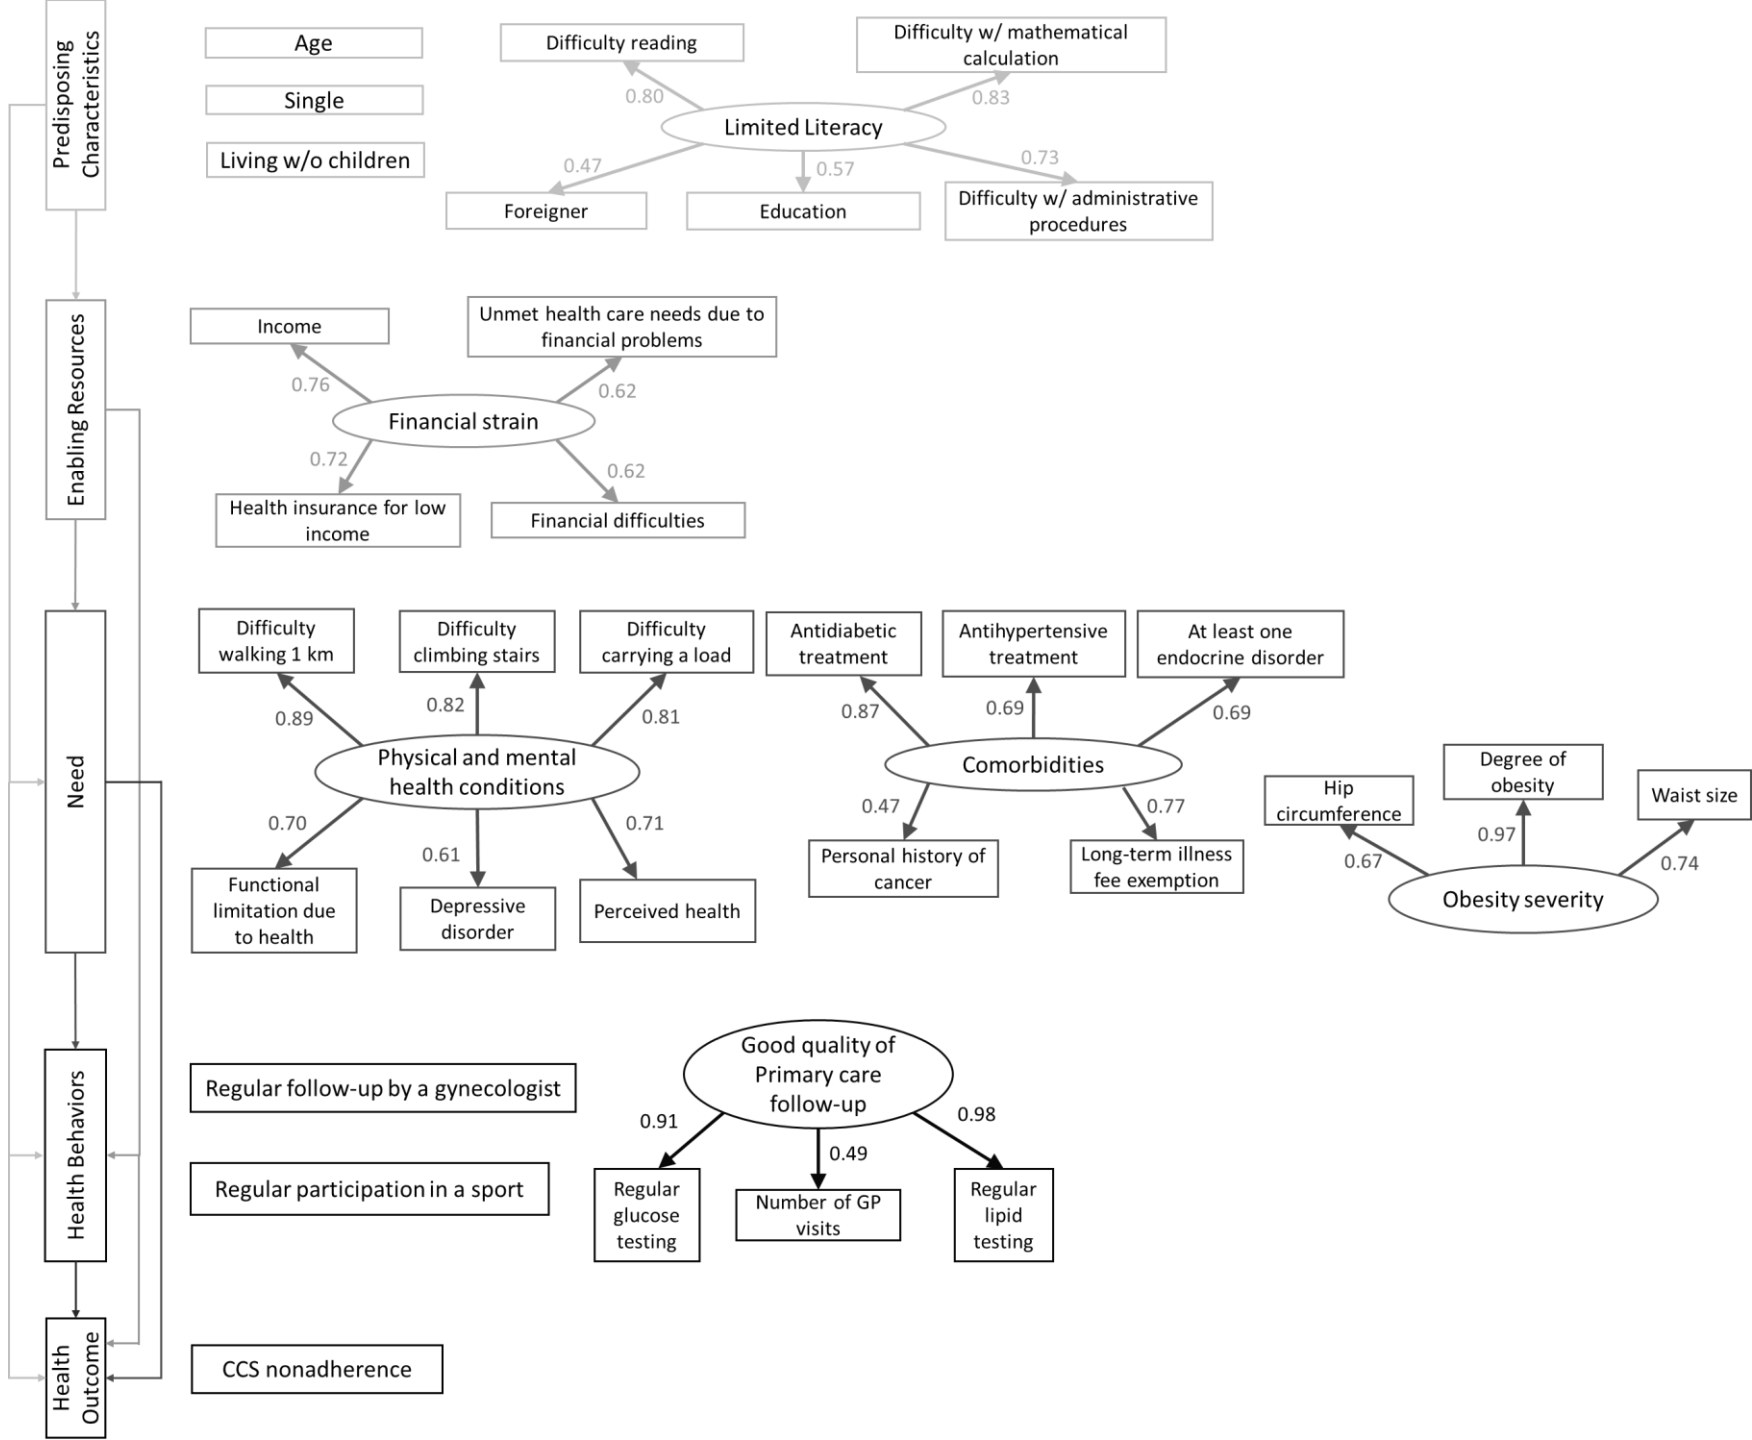 Predisposing
Characteristics
Age
Single
Living w/o children
Difficulty reading
Difficulty w/ mathematical
calculation
0.80
0.83
Limited Literacy
0.47
0.57
0.73
Foreigner
Education
Difficulty w/ administrative
procedures
Enabling Resources
Income
Unmet health care needs due to
financial problems
0.76
0.62
Financial strain
0.72
0.62
Health insurance for low
income
Financial difficulties
Need
Difficulty
walking 1 km
Difficulty
climbing stairs
Difficulty
carrying a load
0.89
0.82
0.81
Physical and mental
health conditions
0.70
0.61
0.71
Functional
limitation due
to health
Depressive
disorder
Perceived health
Antidiabetic
treatment
Antihypertensive
treatment
At least one
endocrine disorder
0.87
0.69
0.69
Comorbidities
0.47
0.77
Personal history of
cancer
Long-term illness
fee exemption
Hip
circumference
Degree of
obesity
Waist size
0.67
0.97
0.74
Obesity severity
Health Behaviors
Regular follow-up by a gynecologist
Regular participation in a sport
Good quality of
Primary care
follow-up
0.91
0.49
0.98
Regular
glucose
testing
Number of GP
visits
Regular
lipid
testing
Health
Outcome
CCS nonadherence